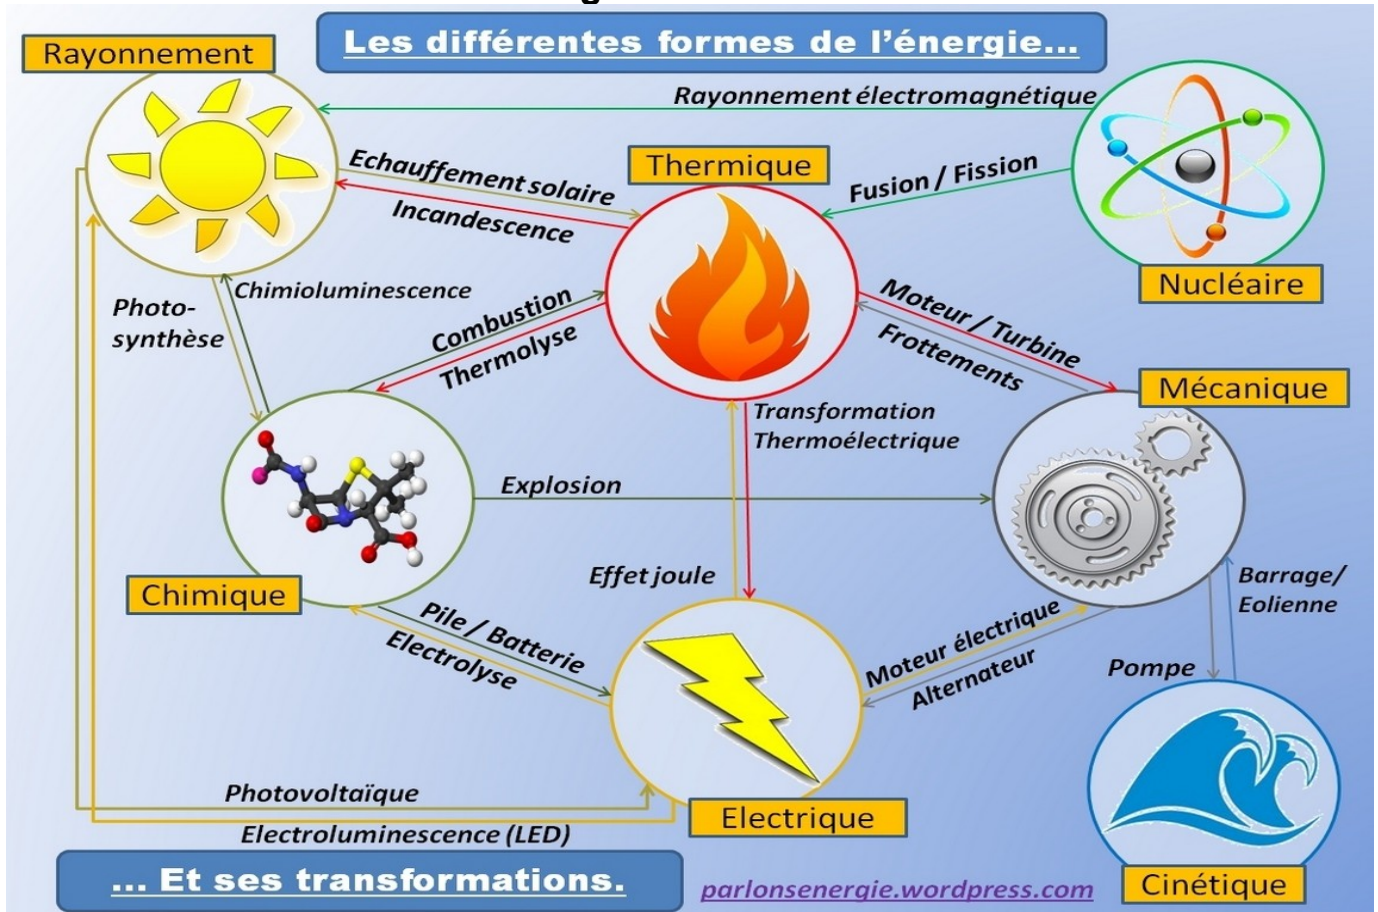 Les différentes formes de l'énergie...
Rayonnement
Rayonnement électromagnétique
Echauffement solaire
Incandescence
Thermique
Fusion / Fission
Nucléaire
Photo-
synthèse
Chimioluminescence
Combustion
Thermolyse
Moteur / Turbine
Frottements
Mécanique
Transformation
Thermoélectrique
Explosion
Effet joule
Chimique
Pile / Batterie
Electrolyse
Moteur électrique
Alternateur
Barrage/
Eolienne
Pompe
Photovoltaïque
Electroluminescence (LED)
Electrique
... Et ses transformations.
parlonsenergie.wordpress.com
Cinétique